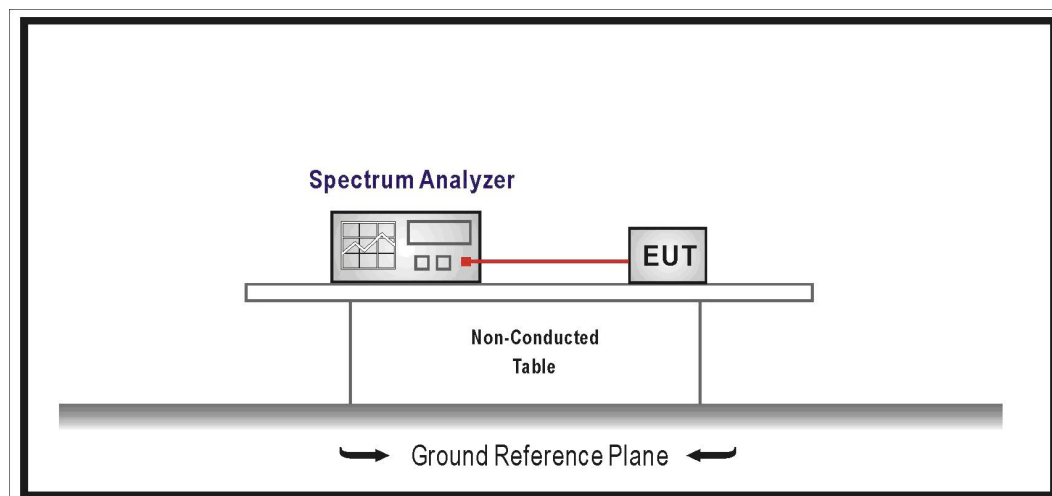 Spectrum Analyzer
EUT
Non-Conducted
Table
Ground Reference Plane